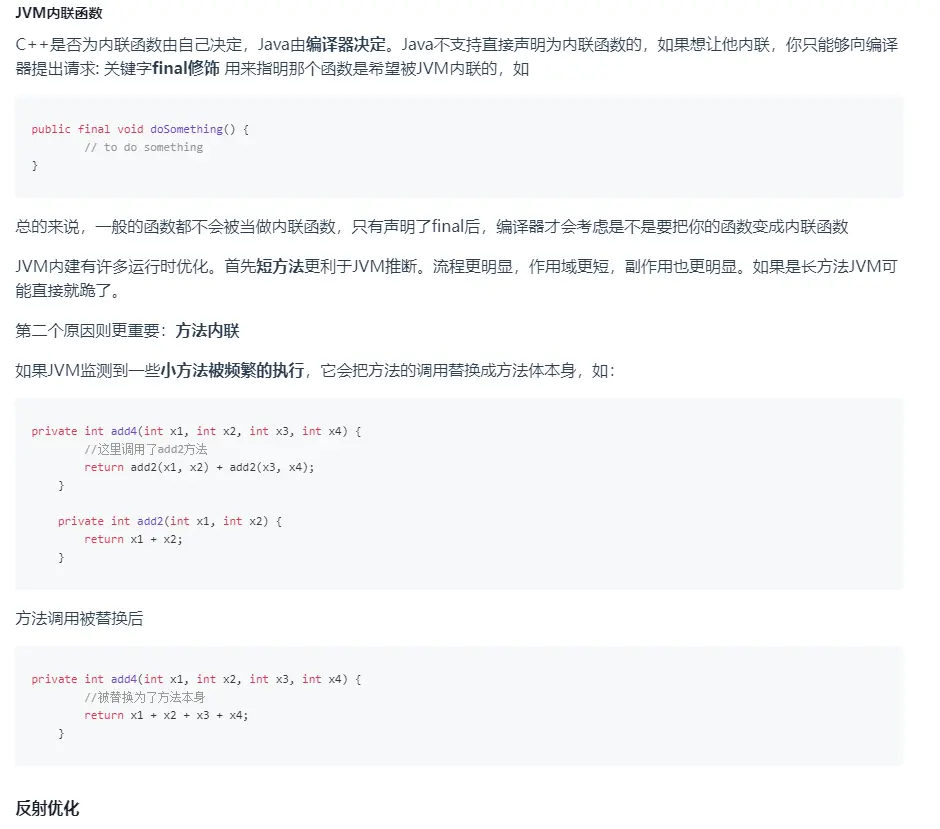 JVM内联函数
C++是否为内联函数由自己决定，Java由编译器决定。Java不支持直接声明为内联函数的，如果想让他内联，你只能够向编译
器提出请求: 关键字final修饰 用来指明那个函数是希望被JVM内联的，如
public final void doSomething() {
        // to do something
}
总的来说，一般的函数都不会被当做内联函数，只有声明了final后，编译器才会考虑是不是要把你的函数变成内联函数
JVM内建有许多运行时优化。首先短方法更利于JVM推断。流程更明显，作用域更短，副作用也更明显。如果是长方法JVM可
能直接就跪了。
第二个原因则更重要：方法内联
如果JVM监测到一些小方法被频繁的执行，它会把方法的调用替换成方法体本身，如：
private int add4(int x1, int x2, int x3, int x4) {
        //这里调用了add2方法
        return add2(x1, x2) + add2(x3, x4);
    }
    private int add2(int x1, int x2) {
        return x1 + x2;
    }
方法调用被替换后
private int add4(int x1, int x2, int x3, int x4) {
        //被替换为了方法本身
        return x1 + x2 + x3 + x4;
    }
反射优化